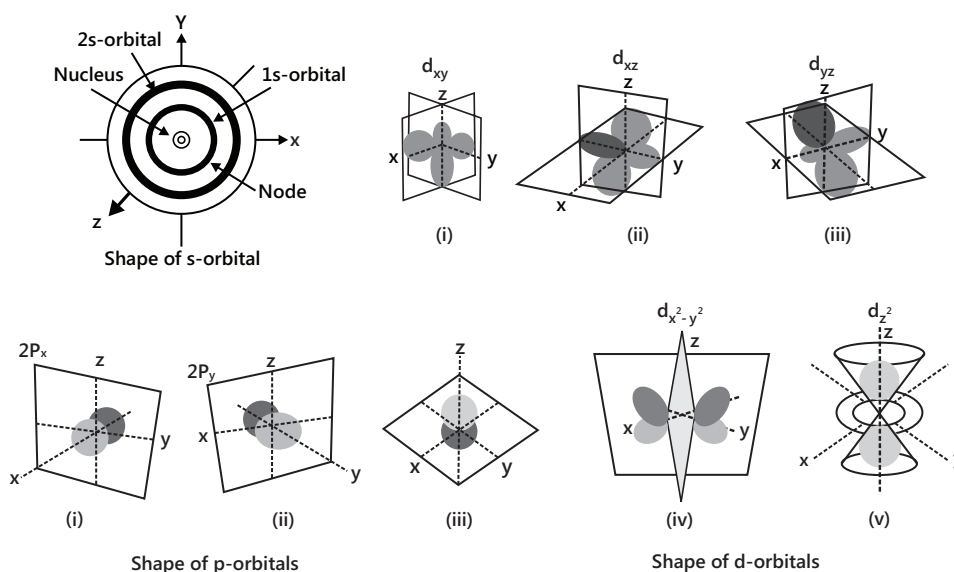 Y
2s-orbital
Nucleus
1s-orbital
x
Node
z
Shape of s-orbital
d_xy
z
x
y
(i)
d_xz
z
y
x
(ii)
d_yz
z
y
x
(iii)
2P_x
z
y
x
(i)
2P_y
z
x
y
(ii)
z
x
y
(iii)
Shape of p-orbitals
d_x²-y²
z
x
y
(iv)
d_z²
z
x
(v)
Shape of d-orbitals